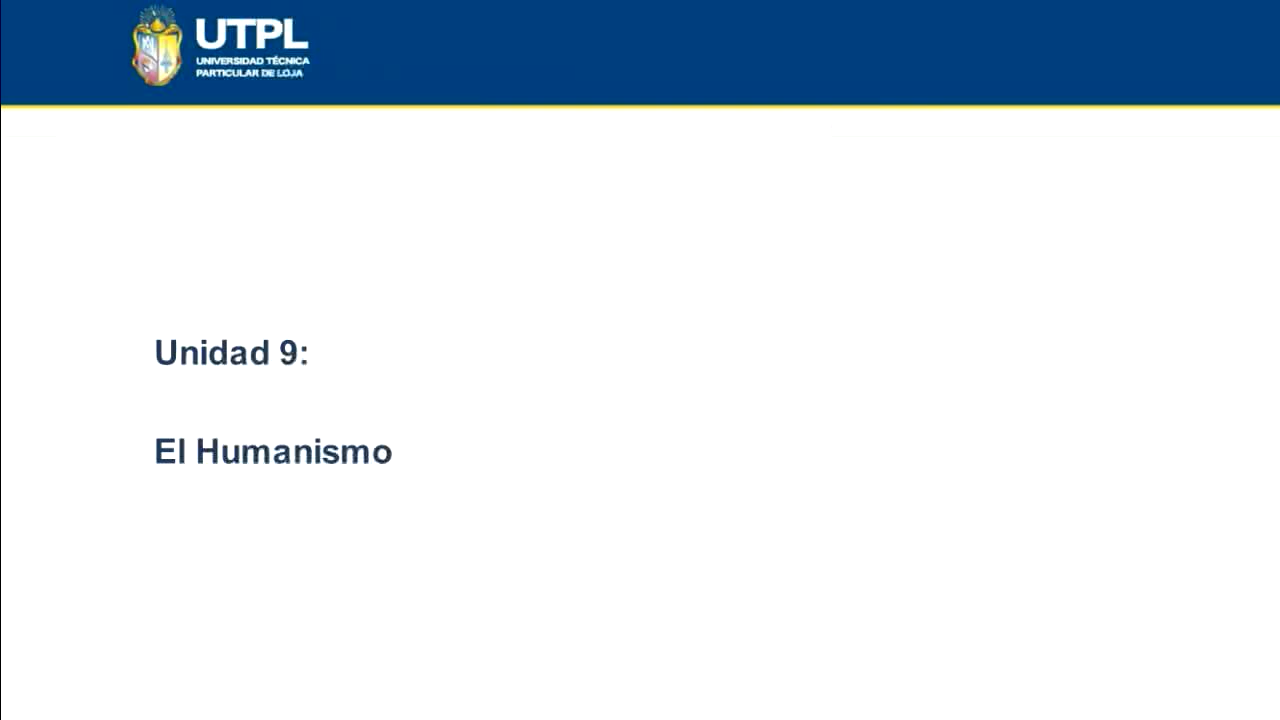 UTPL
UNIVERSIDAD TÉCNICA
PARTICULAR DE LOJA
Unidad 9:
El Humanismo